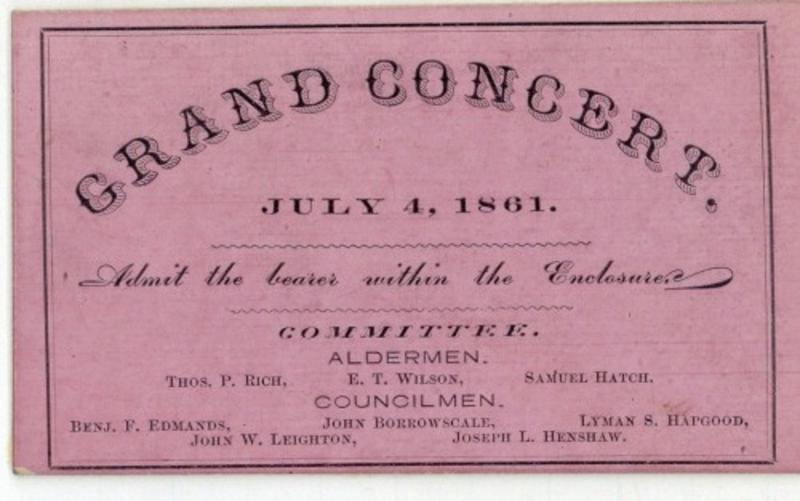 GRAND CONCERT.
JULY 4, 1861.
Admit the bearer within the Enclosure.
COMMITTEE.
ALDERMEN.
THOS. P. RICH, E. T. WILSON, SAMUEL HATCH.
COUNCILMEN.
BENJ. F. EDMANDS, JOHN BORROWSCALE, LYMAN S. HAPGOOD,
JOHN W. LEIGHTON, JOSEPH L. HENSHAW.